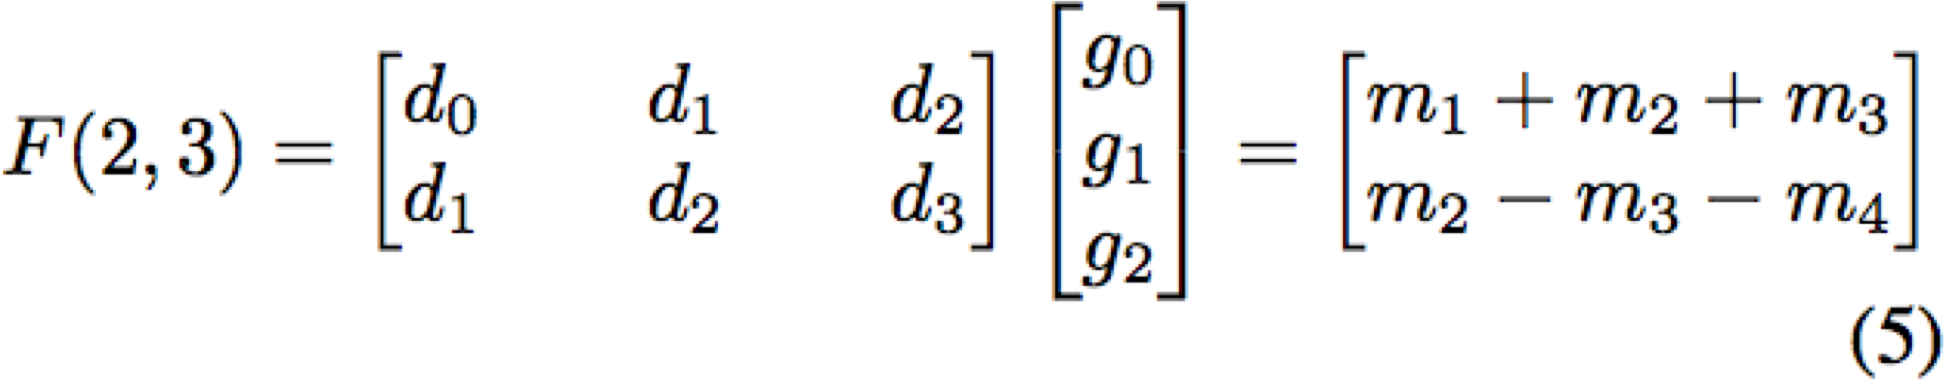 F(2, 3) = [d₀ d₁ d₂; d₁ d₂ d₃] [g₀; g₁; g₂] = [m₁ + m₂ + m₃; m₂ − m₃ − m₄]
(5)